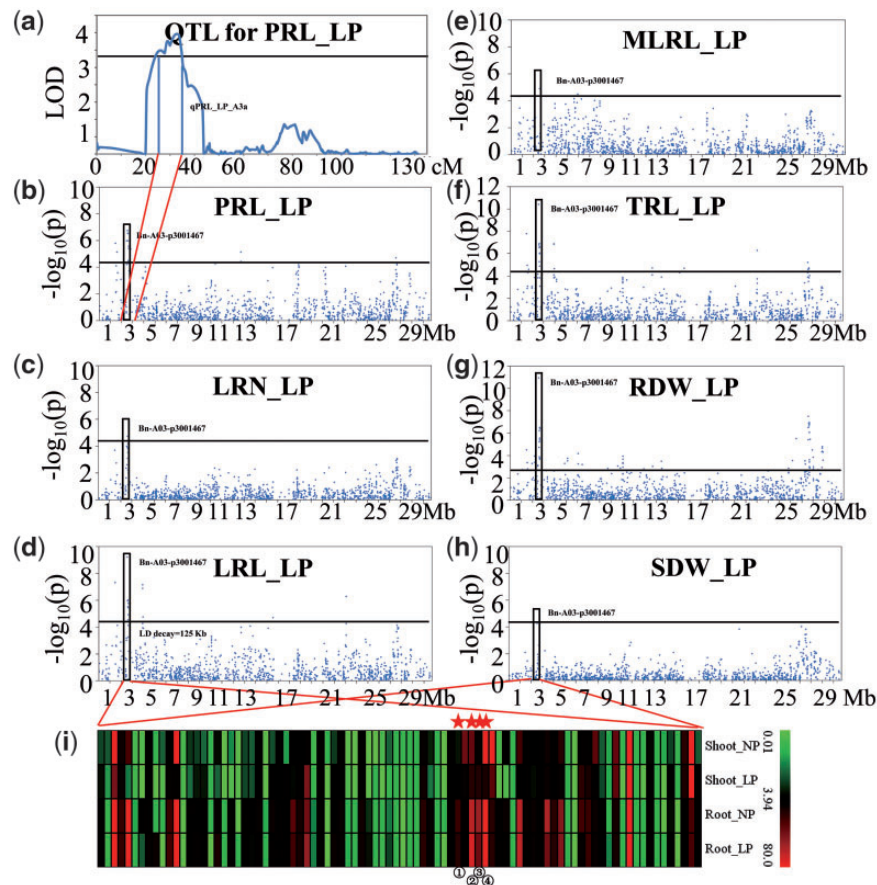 (a)
QTL for PRL_LP
4
3
2
1
LOD
qPRL_LP_A3a
0 20 40 60 80 100 130 cM
(b)
PRL_LP
10
8
6
4
2
0
-log10(p)
Bn-A03-p3001467
1 3 5 7 9 11 13 17 21 25 29Mb
(c)
LRN_LP
10
8
6
4
2
0
-log10(p)
Bn-A03-p3001467
1 3 5 7 9 11 13 17 21 25 29Mb
(d)
LRL_LP
10
8
6
4
2
0
-log10(p)
Bn-A03-p3001467
LD decay=125 Kb
1 3 5 7 9 11 13 17 21 25 29Mb
(e)
MLRL_LP
10
8
6
4
2
0
-log10(p)
Bn-A03-p3001467
1 3 5 7 9 11 13 17 21 25 29Mb
(f)
TRL_LP
12
10
8
6
4
2
0
-log10(p)
Bn-A03-p3001467
1 3 5 7 9 11 13 17 21 25 29Mb
(g)
RDW_LP
12
10
8
6
4
2
0
-log10(p)
Bn-A03-p3001467
1 3 5 7 9 11 13 17 21 25 29Mb
(h)
SDW_LP
10
8
6
4
2
0
-log10(p)
Bn-A03-p3001467
1 3 5 7 9 11 13 17 21 25 29Mb
(i)
Shoot_NP
Shoot_LP
Root_NP
Root_LP
0.01
3.94
80.0
① ③
② ④